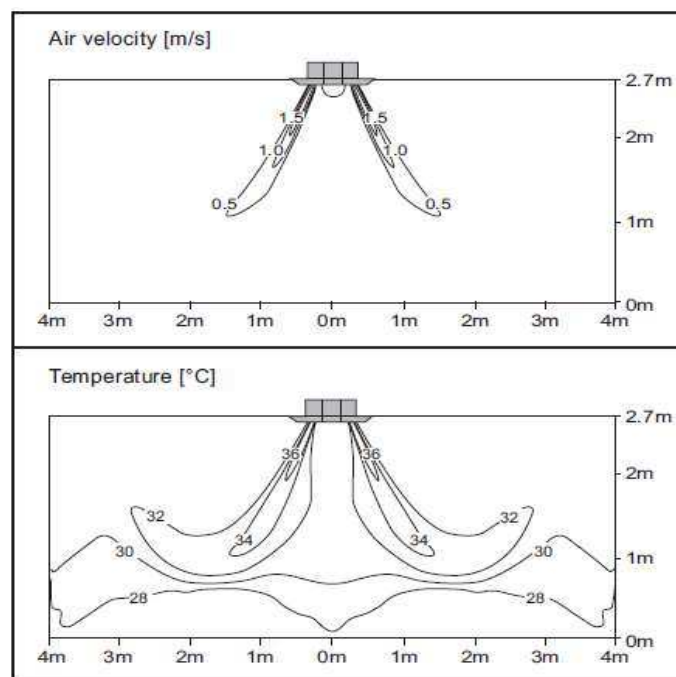 Air velocity [m/s]
2.7m
1.5 1.5
2m
1.0 1.0
0.5 0.5
1m
0m
4m 3m 2m 1m 0m 1m 2m 3m 4m
Temperature [°C]
2.7m
36 36
2m
32 32
34 34
30 30
1m
28 28
0m
4m 3m 2m 1m 0m 1m 2m 3m 4m